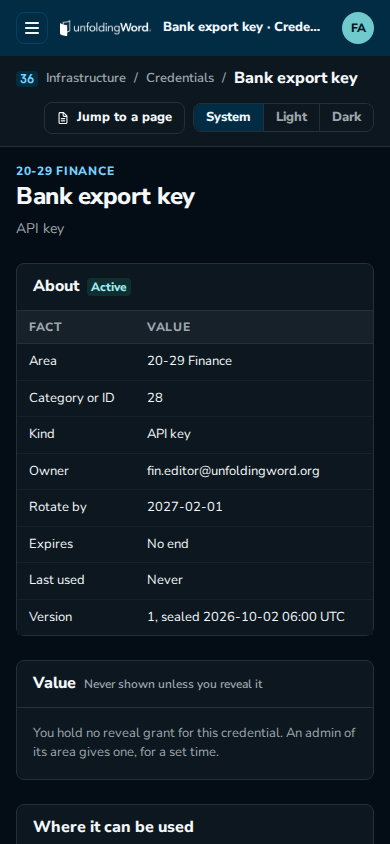 unfoldingWord.
Bank export key · Crede...
FA
36 Infrastructure / Credentials / Bank export key
Jump to a page
System Light Dark
20-29 FINANCE
Bank export key
API key
About Active
FACT VALUE
Area 20-29 Finance
Category or ID 28
Kind API key
Owner fin.editor@unfoldingword.org
Rotate by 2027-02-01
Expires No end
Last used Never
Version 1, sealed 2026-10-02 06:00 UTC
Value Never shown unless you reveal it
You hold no reveal grant for this credential. An admin of
its area gives one, for a set time.
Where it can be used